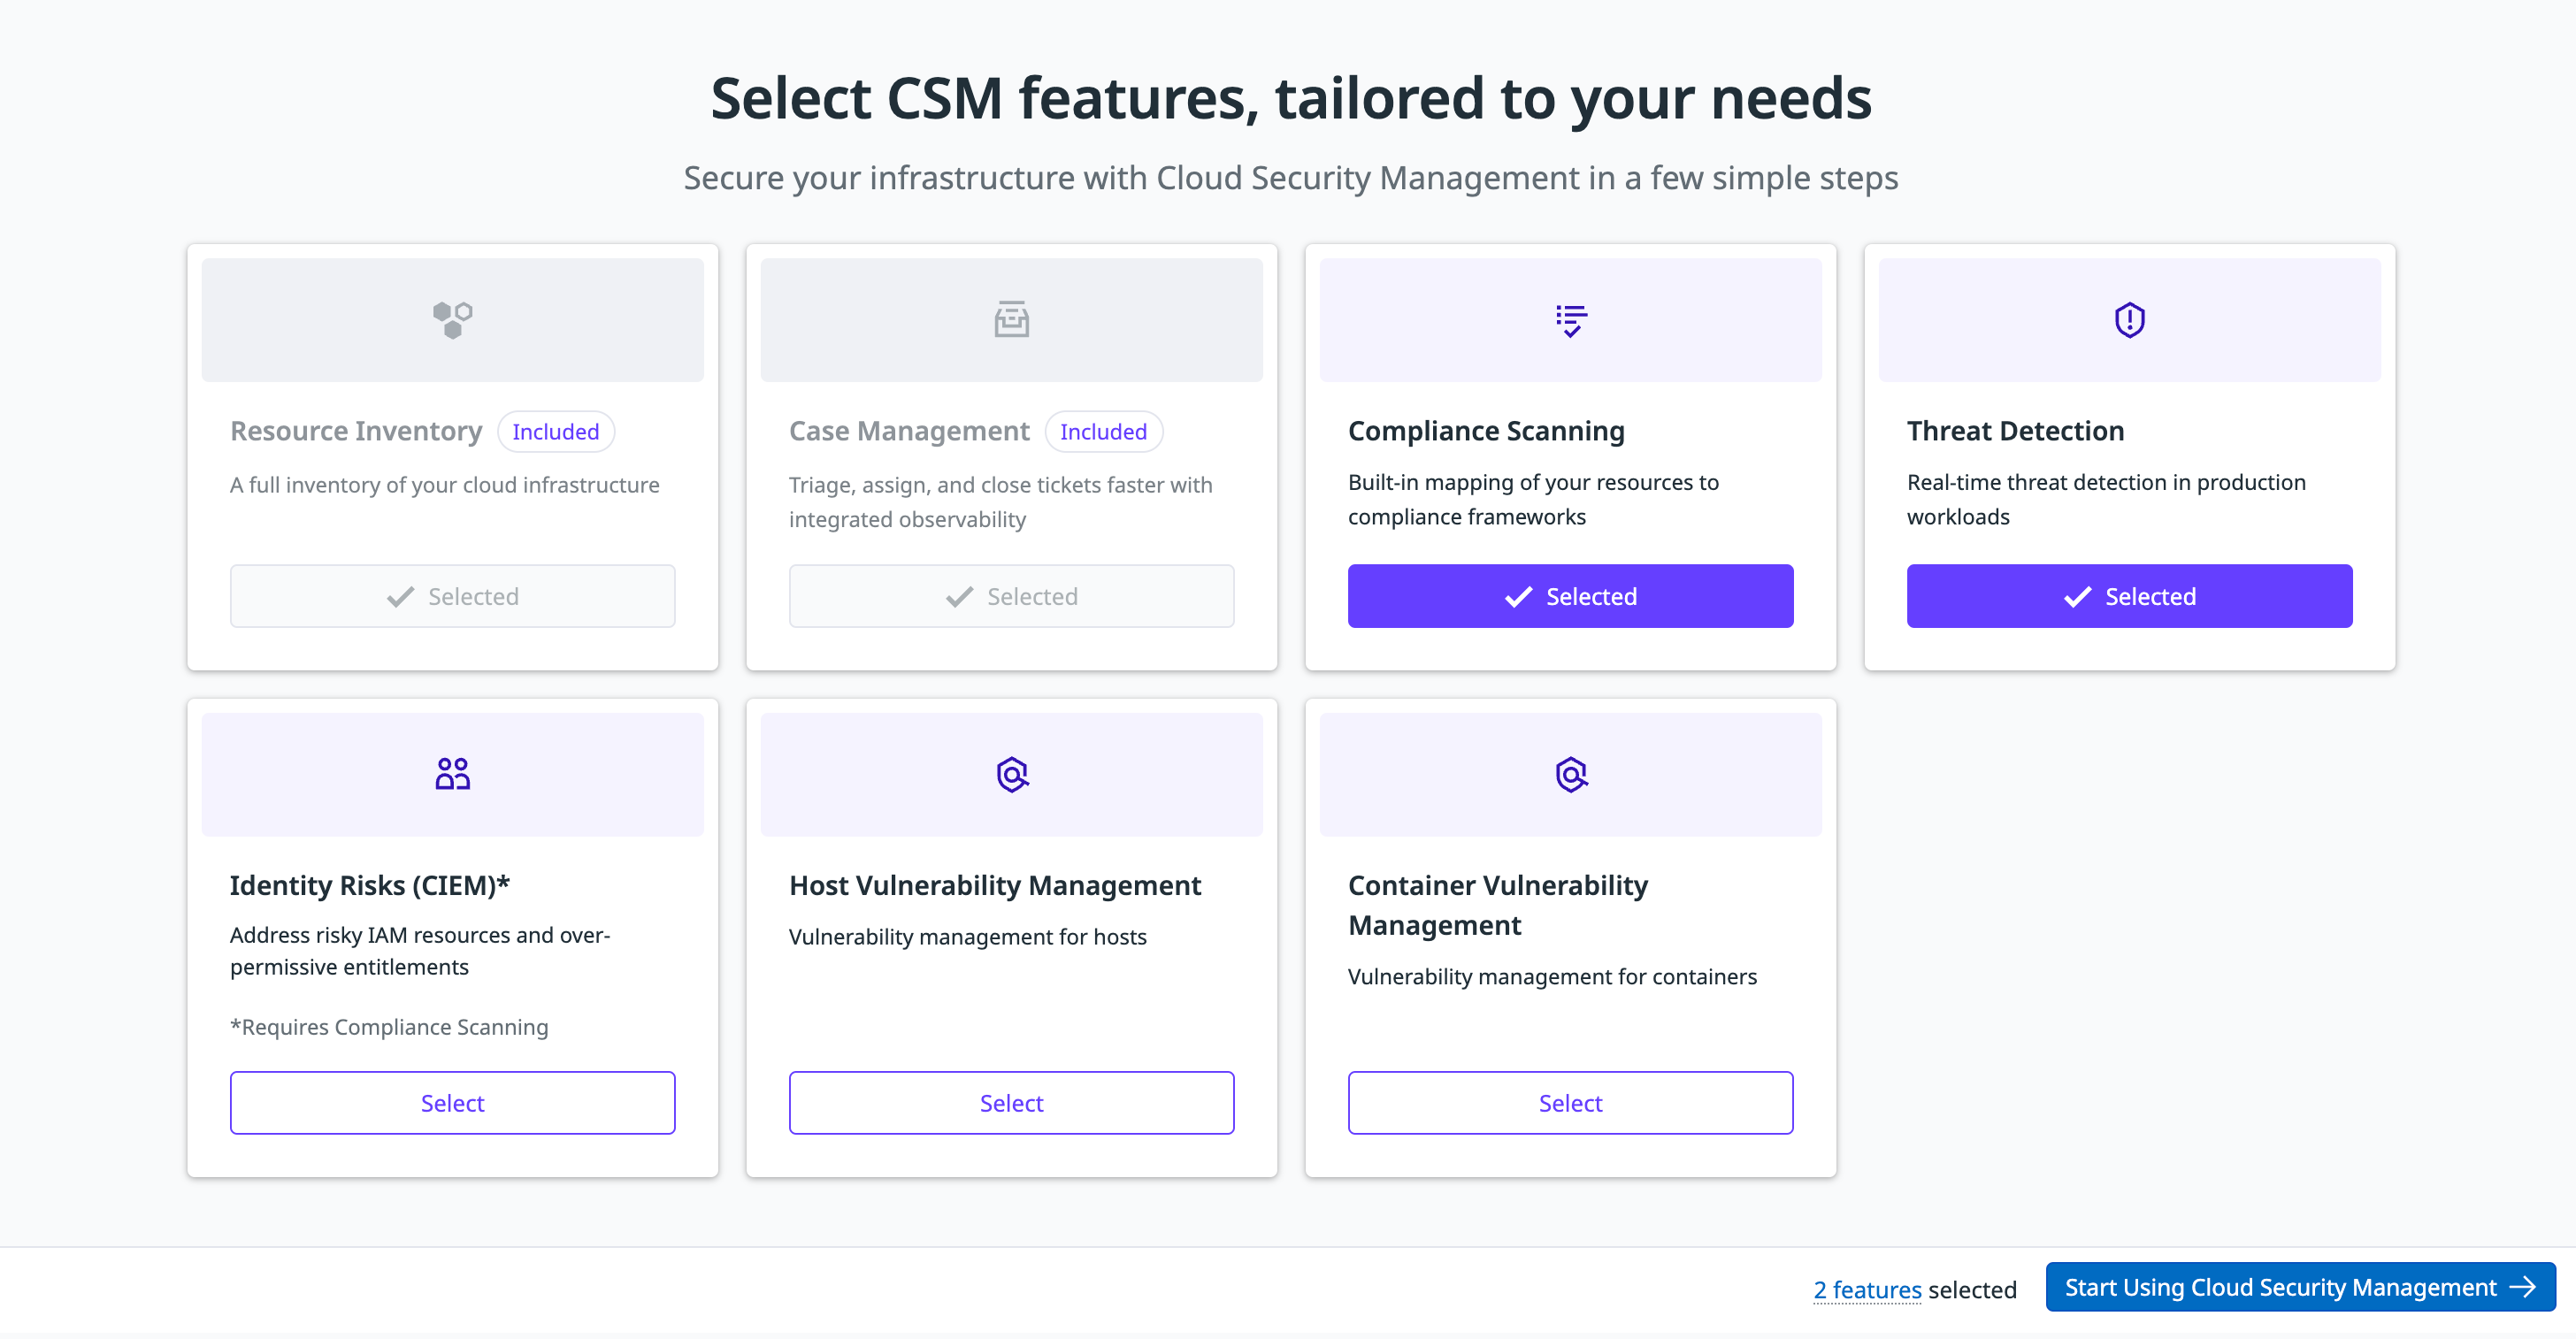 Select CSM features, tailored to your needs
Secure your infrastructure with Cloud Security Management in a few simple steps
Resource Inventory Included
A full inventory of your cloud infrastructure
Selected
Case Management Included
Triage, assign, and close tickets faster with
integrated observability
Selected
Compliance Scanning
Built-in mapping of your resources to
compliance frameworks
Selected
Threat Detection
Real-time threat detection in production
workloads
Selected
Identity Risks (CIEM)*
Address risky IAM resources and over-
permissive entitlements
*Requires Compliance Scanning
Select
Host Vulnerability Management
Vulnerability management for hosts
Select
Container Vulnerability
Management
Vulnerability management for containers
Select
2 features selected
Start Using Cloud Security Management